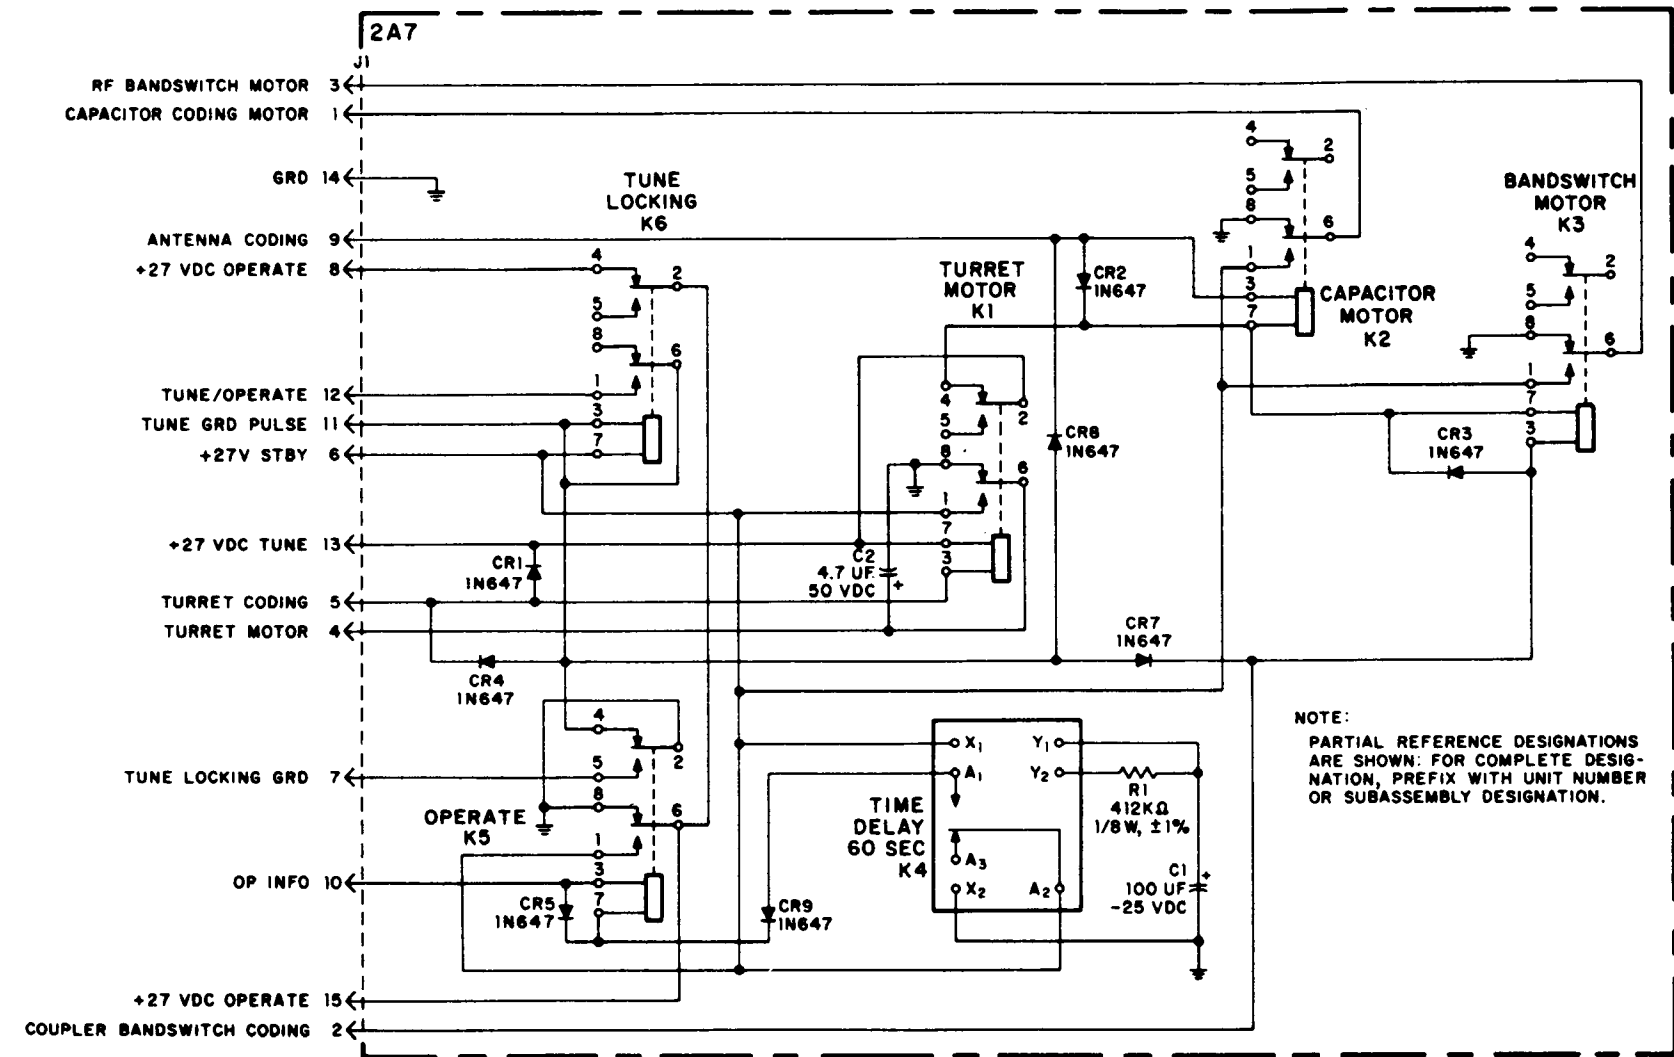 2A7
J1
RF BANDSWITCH MOTOR 3
CAPACITOR CODING MOTOR 1
GRD 14
ANTENNA CODING 9
+27 VDC OPERATE 8
TUNE/OPERATE 12
TUNE GRD PULSE 11
+27V STBY 6
+27 VDC TUNE 13
TURRET CODING 5
TURRET MOTOR 4
TUNE LOCKING GRD 7
OP INFO 10
+27 VDC OPERATE 15
COUPLER BANDSWITCH CODING 2
TUNE
LOCKING
K6
4
2
5
8
6
1
3
7
TURRET
MOTOR
K1
4
2
5
8
6
1
7
3
CR2
1N647
4
2
5
8
6
1
3
7
CAPACITOR
MOTOR
K2
BANDSWITCH
MOTOR
K3
4
2
5
8
6
1
7
3
CR3
1N647
CR8
1N647
CR1
1N647
C2
4.7 UF.
50 VDC
+
CR7
1N647
CR4
1N647
OPERATE
K5
4
2
5
8
6
1
3
7
CR5
1N647
CR9
1N647
TIME
DELAY
60 SEC
K4
X1
Y1
A1
Y2
A3
X2
A2
R1
412KΩ
1/8W, ±1%
C1
100 UF
-25 VDC
+
NOTE:
PARTIAL REFERENCE DESIGNATIONS
ARE SHOWN: FOR COMPLETE DESIG-
NATION, PREFIX WITH UNIT NUMBER
OR SUBASSEMBLY DESIGNATION.